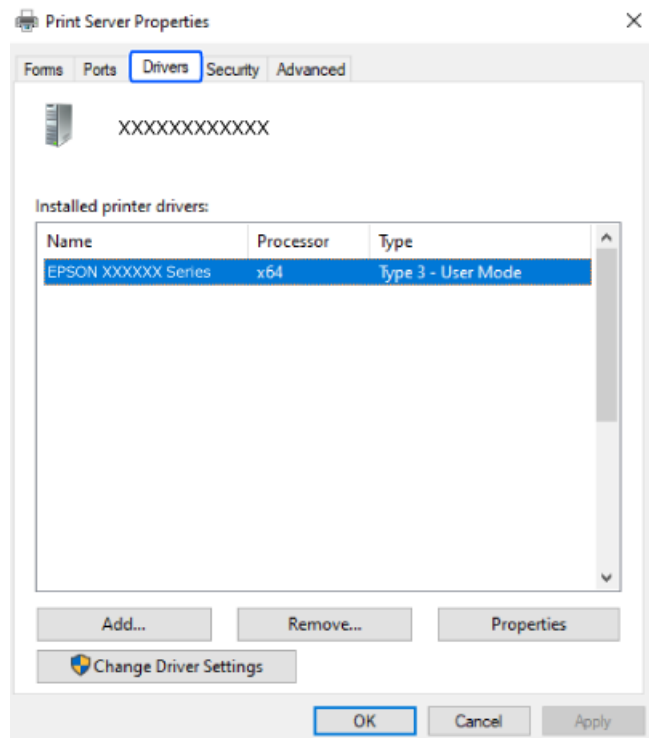 Print Server Properties
Forms Ports Drivers Security Advanced
XXXXXXXXXXXX
Installed printer drivers:
Name Processor Type
EPSON XXXXXX Series x64 Type 3 - User Mode
Add... Remove... Properties
Change Driver Settings
OK Cancel Apply